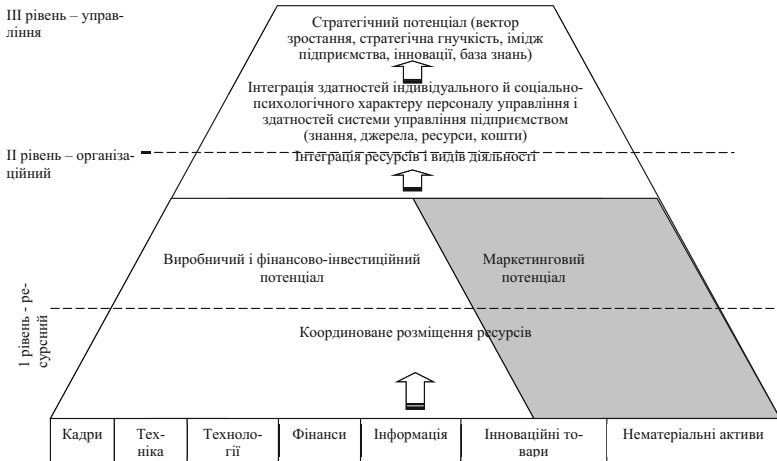 III рівень – управ-
ління
Стратегічний потенціал (вектор
зростання, стратегічна гнучкість, імідж
підприємства, інновації, база знань)
Інтеграція здатностей індивідуального й соціально-
психологічного характеру персоналу управління і
здатностей системи управління підприємством
(знання, джерела, ресурси, кошти)
II рівень – організа-
ційний
Інтеграція ресурсів і видів діяльності
Виробничий і фінансово-інвестиційний
потенціал
Маркетинговий
потенціал
1 рівень - ре-
сурсний
Координоване розміщення ресурсів
Кадри
Тех-
ніка
Техноло-
гії
Фінанси
Інформація
Інноваційні то-
вари
Нематеріальні активи